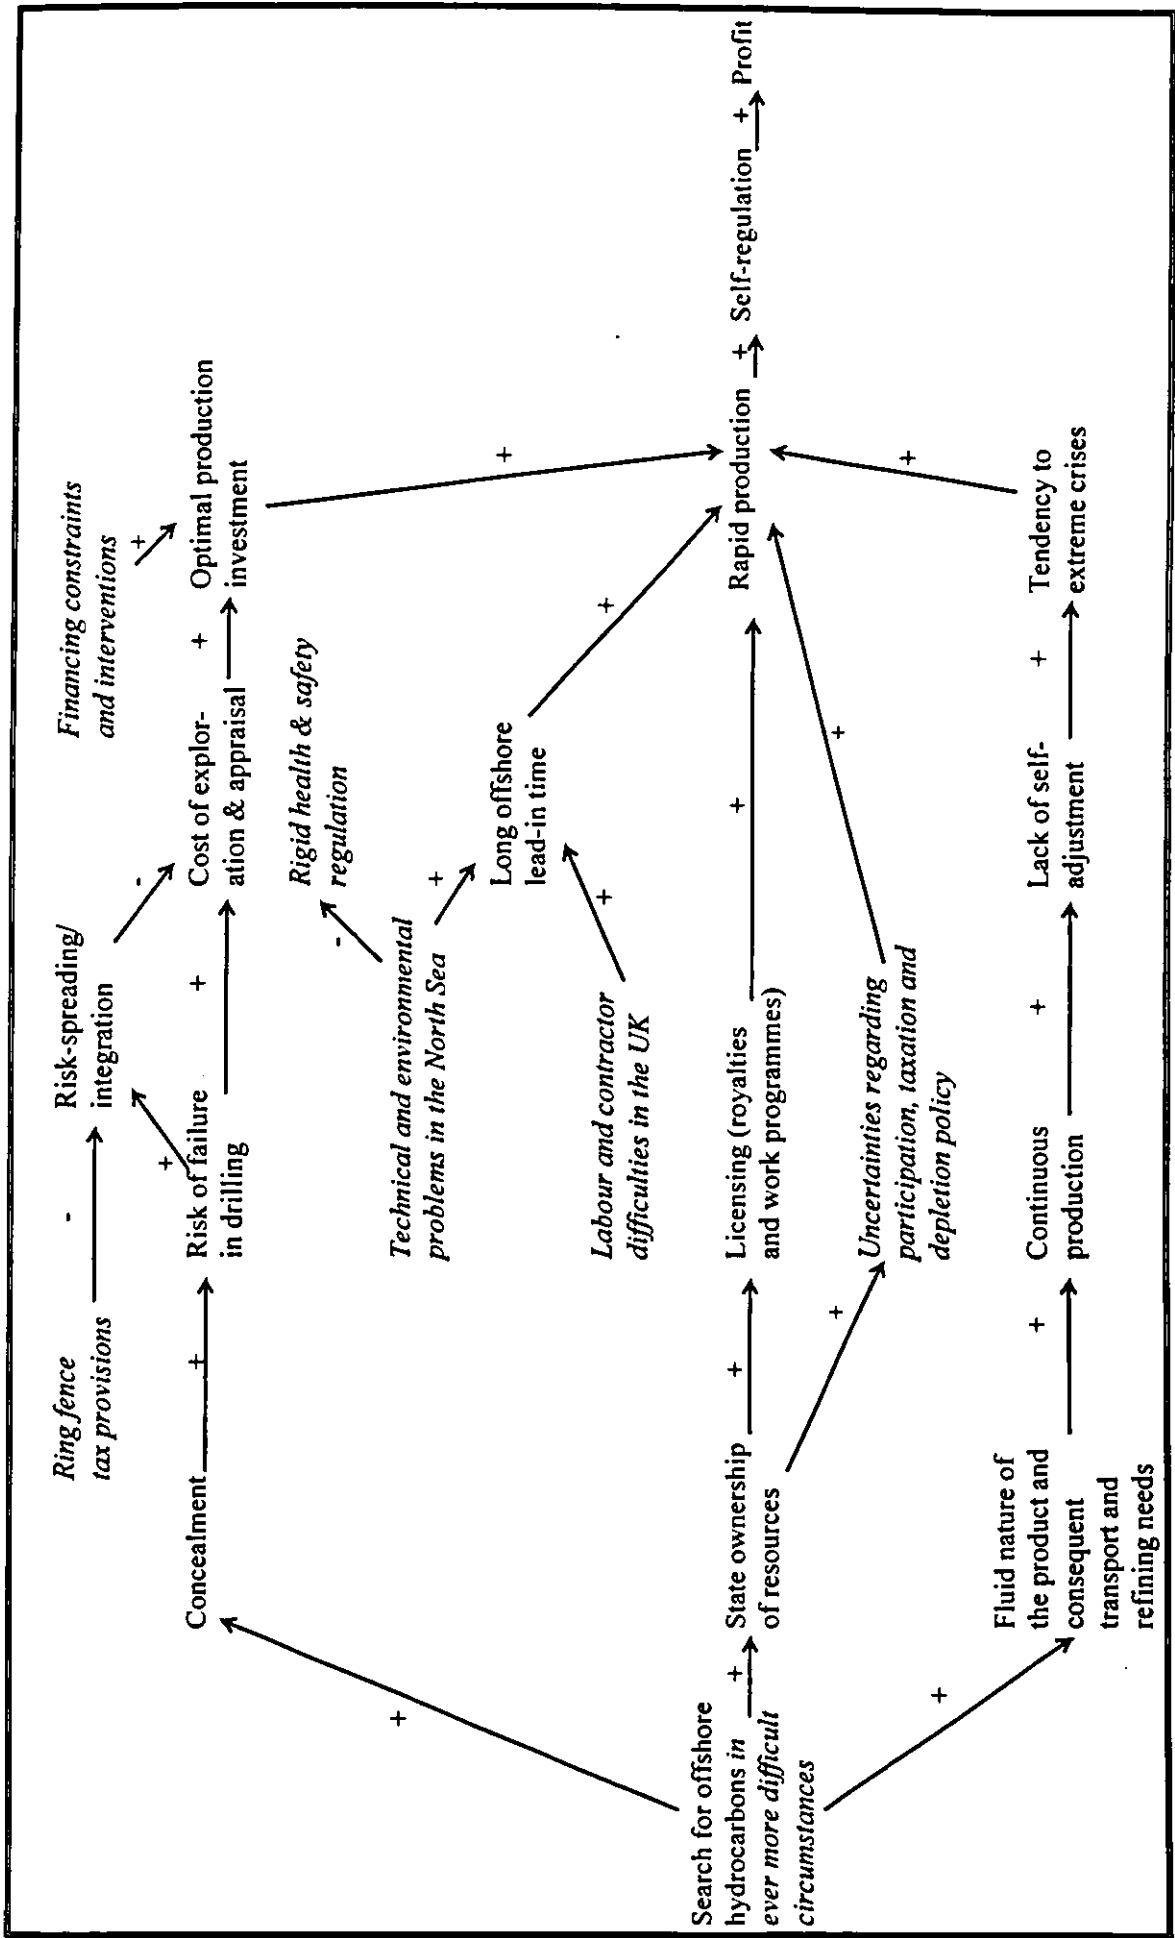 Ring fence
tax provisions
-
Risk-spreading/
integration
-
Financing constraints
and interventions
+
Concealment
+
Risk of failure
in drilling
+
+
Cost of explor-
ation & appraisal
+
Optimal production
investment
+
Rigid health & safety
regulation
-
Technical and environmental
problems in the North Sea
+
Long offshore
lead-in time
+
Labour and contractor
difficulties in the UK
+
+
Search for offshore
hydrocarbons in
ever more difficult
circumstances
+
State ownership
of resources
+
Licensing (royalties
and work programmes)
+
Rapid production
+
Self-regulation
+
Profit
+
Uncertainties regarding
participation, taxation and
depletion policy
+
+
Fluid nature of
the product and
consequent
transport and
refining needs
+
Continuous
production
+
Lack of self-
adjustment
+
Tendency to
extreme crises
+